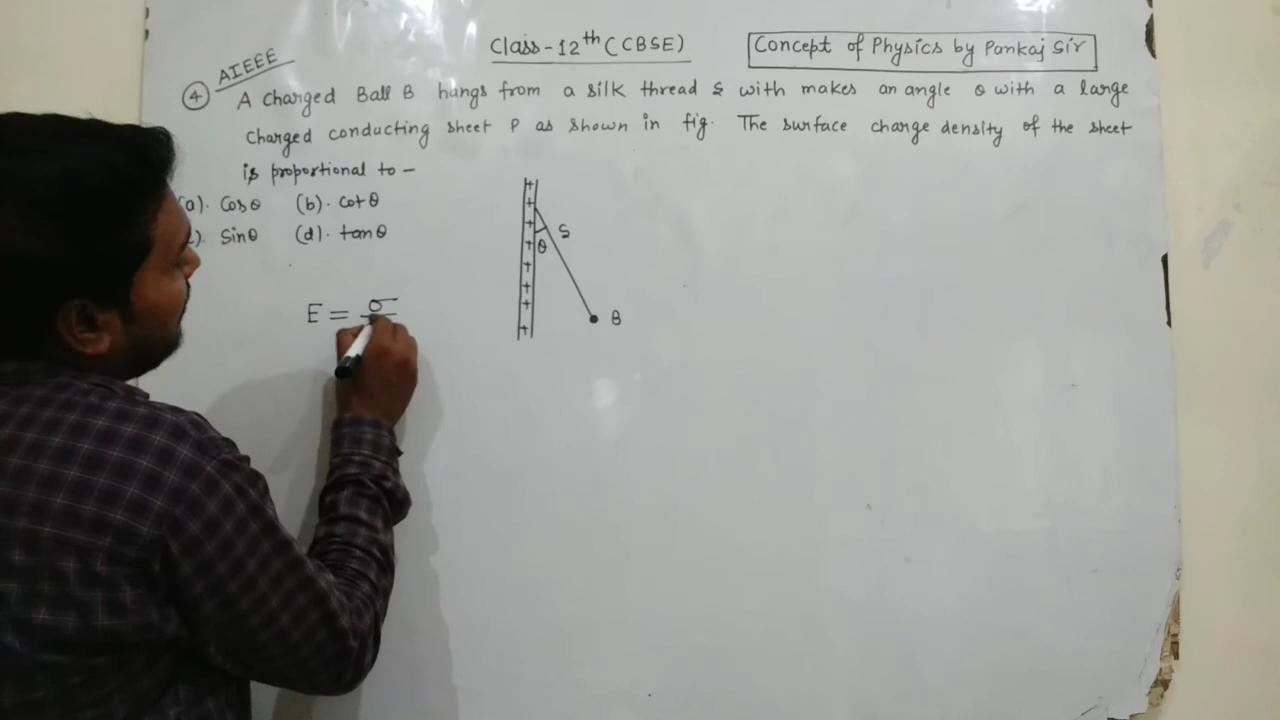 Class-12th (CBSE)
Concept of Physics by Pankaj Sir
AIEEE
4 A Charged Ball B hangs from a silk thread S with makes an angle θ with a large
Charged conducting sheet P as shown in fig. The surface charge density of the sheet
is proportional to –
(a). Cosθ (b). cotθ
). Sinθ (d). tanθ
+
+
+
S
+ θ
+
+
+
+
B
E = σ